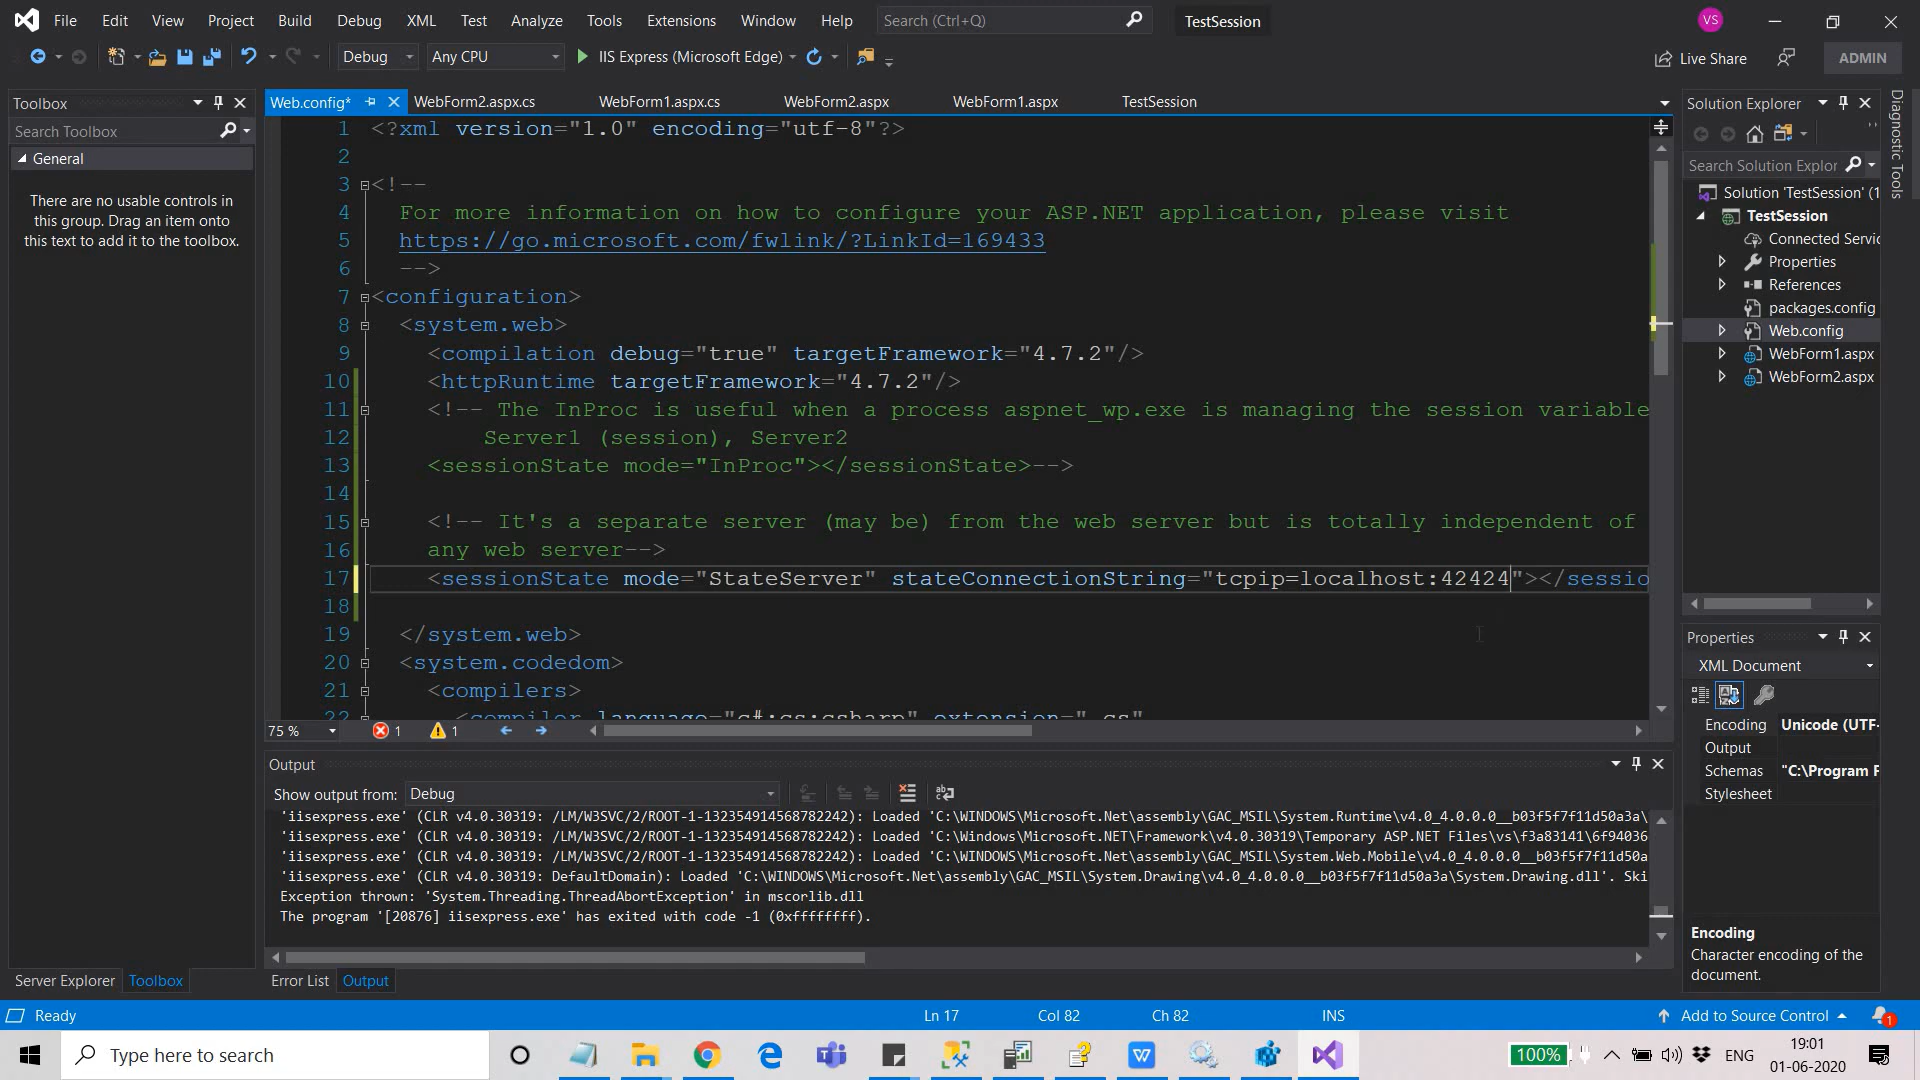 File Edit View Project Build Debug XML Test Analyze Tools Extensions Window Help Search (Ctrl+Q) TestSession VS
Debug Any CPU IIS Express (Microsoft Edge) Live Share ADMIN
Toolbox
Search Toolbox
General
There are no usable controls in
this group. Drag an item onto
this text to add it to the toolbox.
Server Explorer Toolbox
Web.config* WebForm2.aspx.cs WebForm1.aspx.cs WebForm2.aspx WebForm1.aspx TestSession
1 <?xml version="1.0" encoding="utf-8"?>
2
3 <!--
4 For more information on how to configure your ASP.NET application, please visit
5 https://go.microsoft.com/fwlink/?LinkId=169433
6 -->
7 <configuration>
8 <system.web>
9 <compilation debug="true" targetFramework="4.7.2"/>
10 <httpRuntime targetFramework="4.7.2"/>
11 <!-- The InProc is useful when a process aspnet_wp.exe is managing the session variable
12 Server1 (session), Server2
13 <sessionState mode="InProc"></sessionState>-->
14
15 <!-- It's a separate server (may be) from the web server but is totally independent of
16 any web server-->
17 <sessionState mode="StateServer" stateConnectionString="tcpip=localhost:42424"></sessio
18
19 </system.web>
20 <system.codedom>
21 <compilers>
22 <compiler language="c#;cs;csharp" extension=".cs"
75 % 1 1
Output
Show output from: Debug
'iisexpress.exe' (CLR v4.0.30319: /LM/W3SVC/2/ROOT-1-132354914568782242): Loaded 'C:\WINDOWS\Microsoft.Net\assembly\GAC_MSIL\System.Runtime\v4.0_4.0.0.0__b03f5f7f11d50a3a\
'iisexpress.exe' (CLR v4.0.30319: /LM/W3SVC/2/ROOT-1-132354914568782242): Loaded 'C:\Windows\Microsoft.NET\Framework\v4.0.30319\Temporary ASP.NET Files\vs\f3a83141\6f94036
'iisexpress.exe' (CLR v4.0.30319: /LM/W3SVC/2/ROOT-1-132354914568782242): Loaded 'C:\WINDOWS\Microsoft.Net\assembly\GAC_MSIL\System.Web.Mobile\v4.0_4.0.0.0__b03f5f7f11d50a
'iisexpress.exe' (CLR v4.0.30319: DefaultDomain): Loaded 'C:\WINDOWS\Microsoft.Net\assembly\GAC_MSIL\System.Drawing\v4.0_4.0.0.0__b03f5f7f11d50a3a\System.Drawing.dll'. Ski
Exception thrown: 'System.Threading.ThreadAbortException' in mscorlib.dll
The program '[20876] iisexpress.exe' has exited with code -1 (0xffffffff).
Error List Output
Solution Explorer
Search Solution Explor
Solution 'TestSession' (1
TestSession
Connected Servic
Properties
References
packages.config
Web.config
WebForm1.aspx
WebForm2.aspx
Diagnostic Tools
Properties
XML Document
Encoding Unicode (UTF-
Output
Schemas "C:\Program F
Stylesheet
Encoding
Character encoding of the
document.
Ready Ln 17 Col 82 Ch 82 INS Add to Source Control 1
Type here to search 100% ENG 19:01
01-06-2020